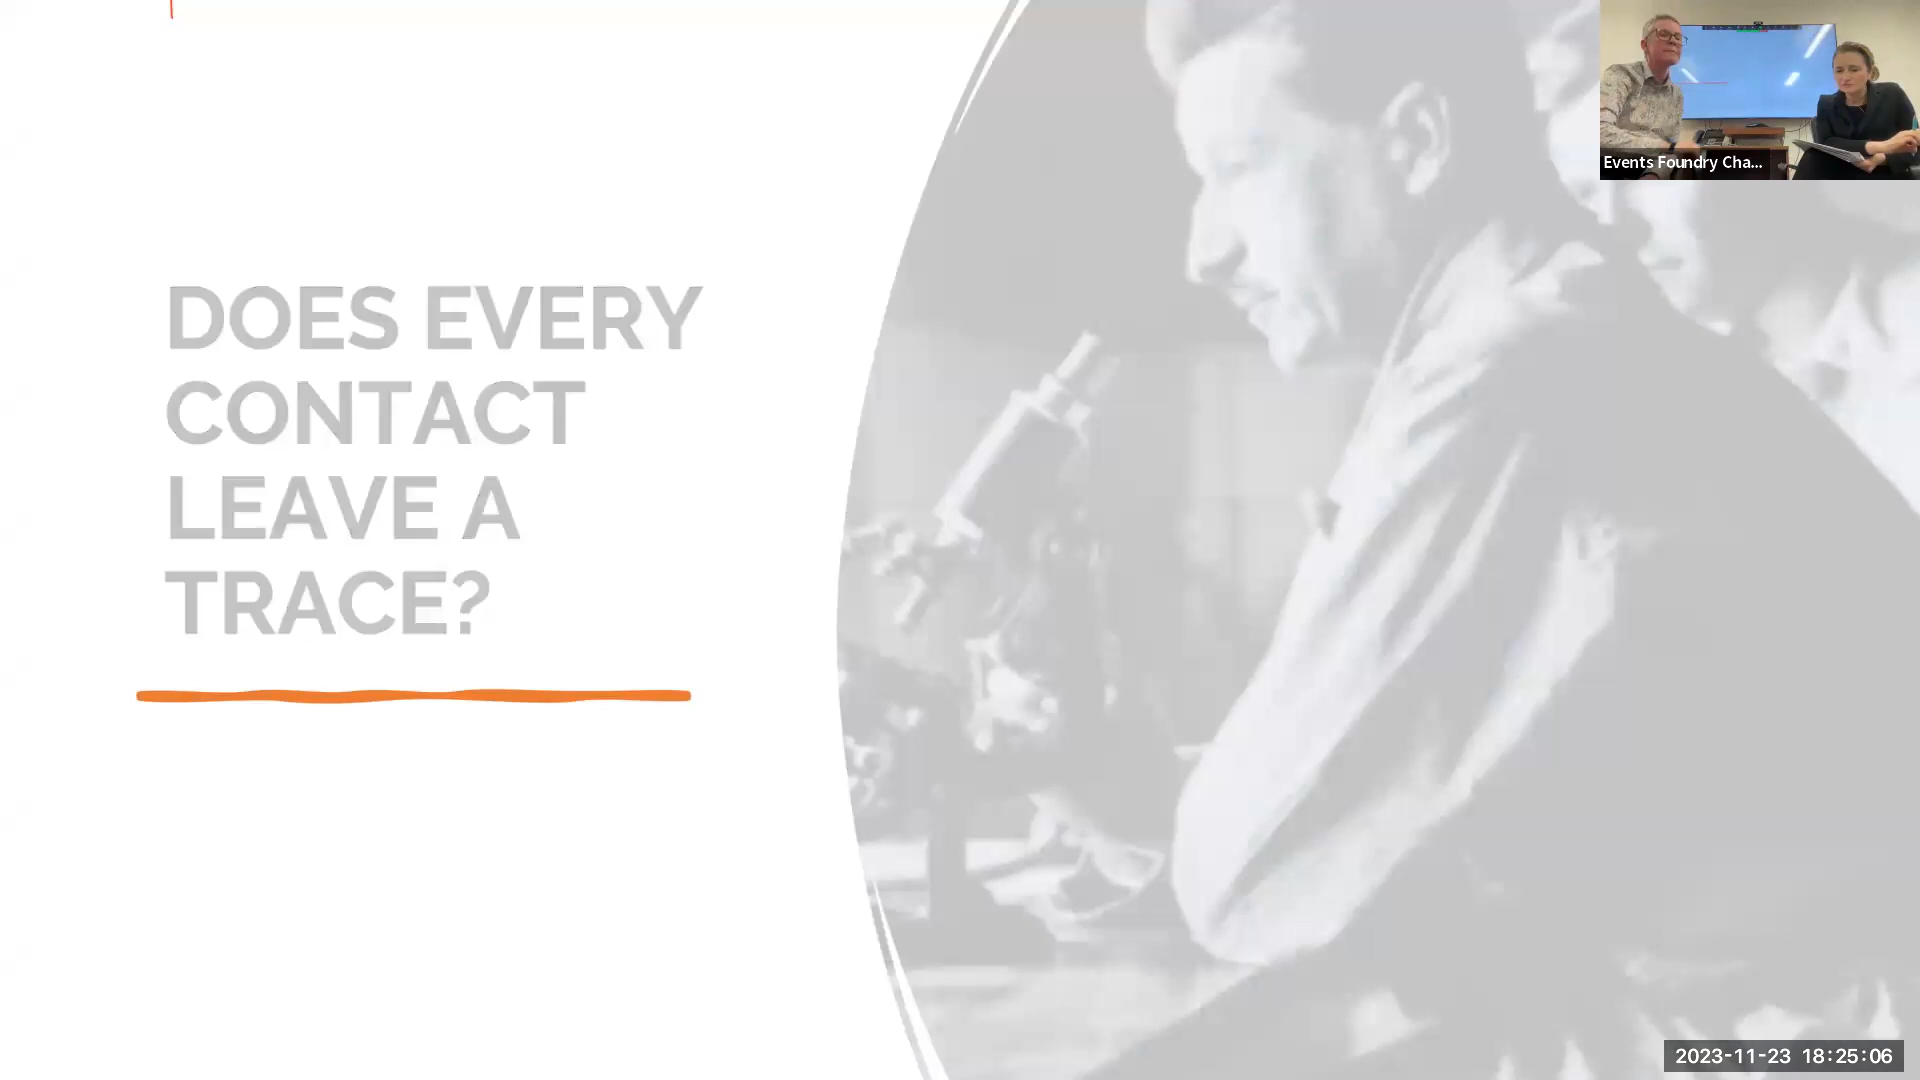 Events Foundry Cha...
DOES EVERY
CONTACT
LEAVE A
TRACE?
2023-11-23 18:25:06